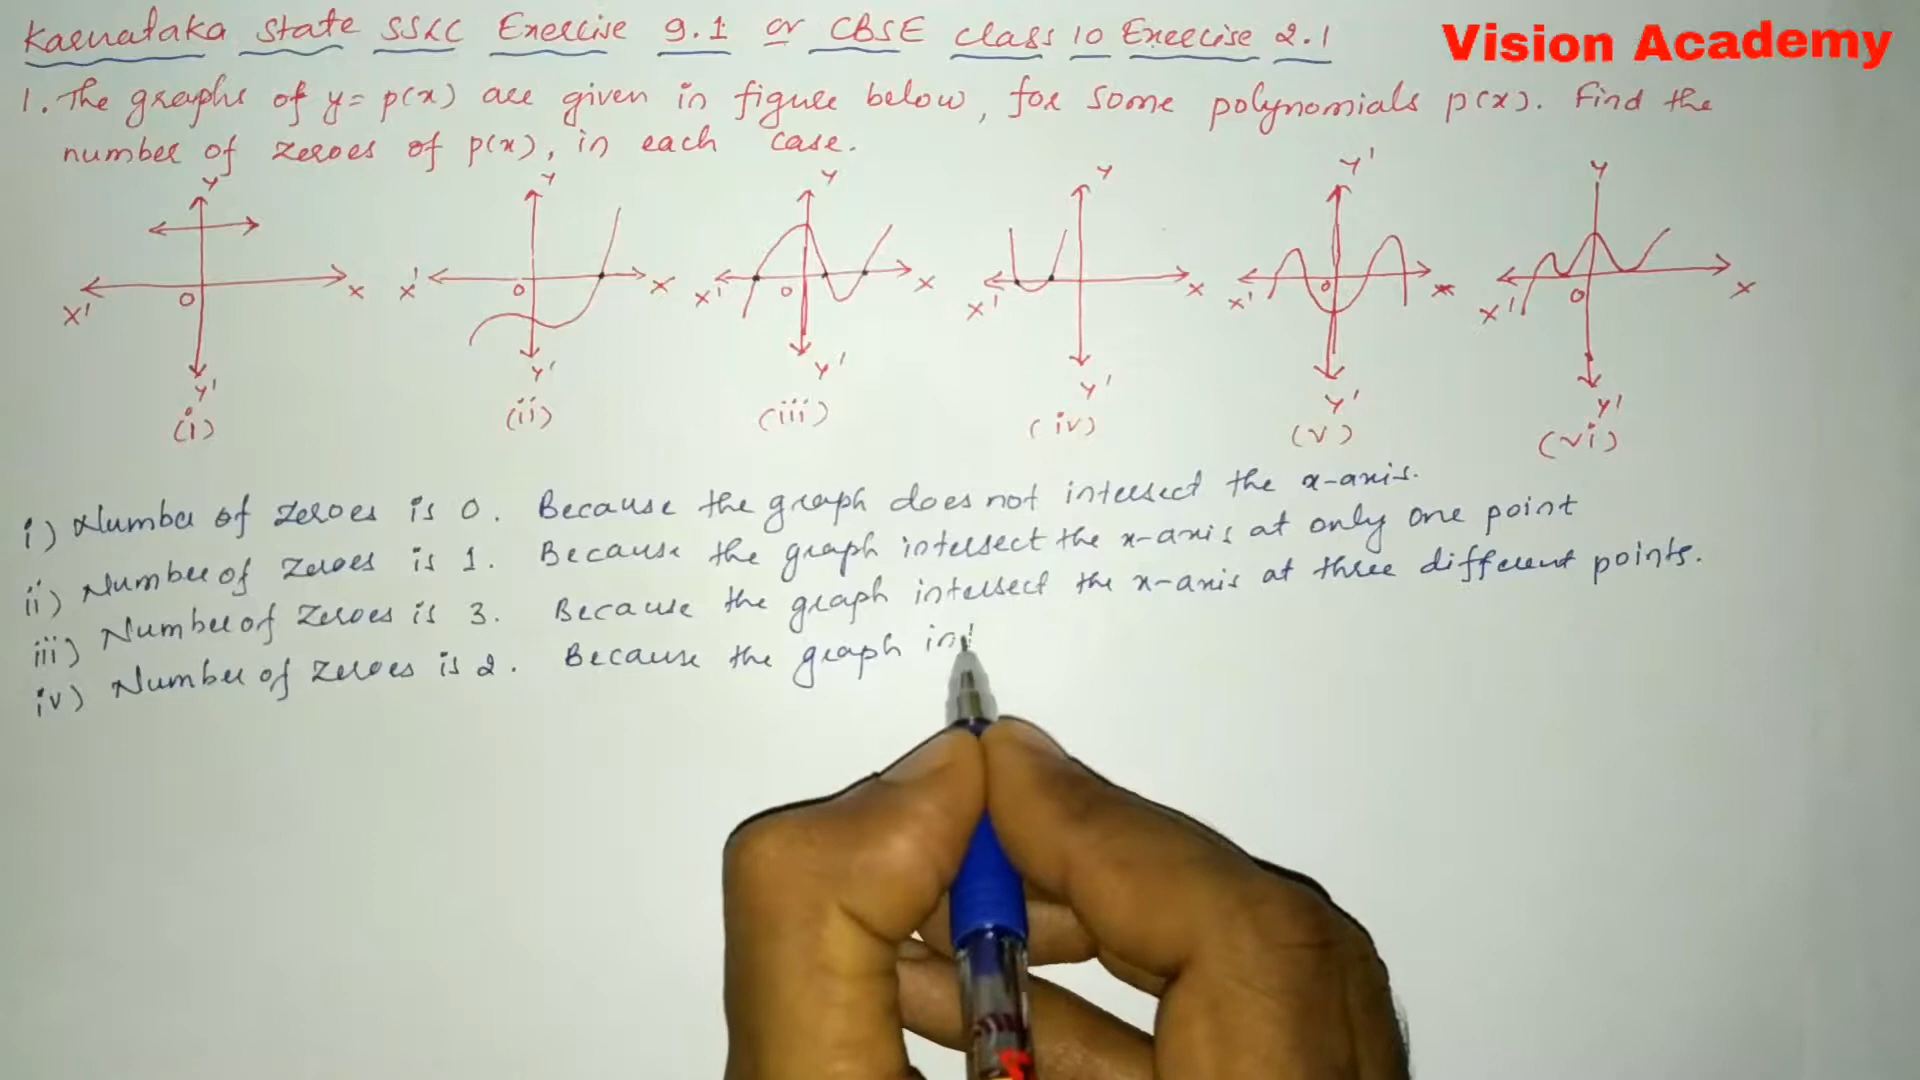 Karnataka State SSLC Exercise 9.1 or CBSE class 10 Exercise 2.1
Vision Academy
1. The graphs of y = p(x) are given in figure below, for some polynomials p(x). Find the
number of zeroes of p(x), in each case.
Y Y Y Y Y' Y
X' O X X' O X X' O X X' X X' O X X' O X
Y' Y' Y' Y' Y' Y'
(i) (ii) (iii) (iv) (v) (vi)
i) Number of zeroes is 0. Because the graph does not intersect the x-axis.
ii) Number of zeroes is 1. Because the graph intersect the x-axis at only one point
iii) Number of zeroes is 3. Because the graph intersect the x-axis at three different points.
iv) Number of zeroes is 2. Because the graph int